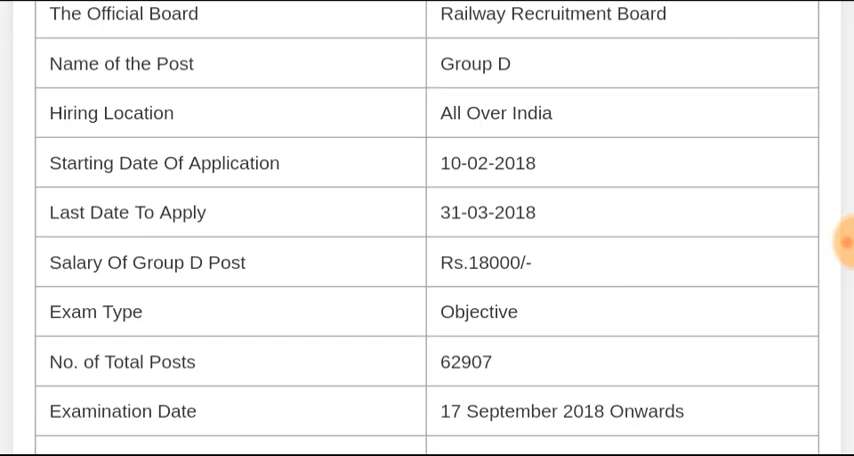 The Official Board Railway Recruitment Board
Name of the Post Group D
Hiring Location All Over India
Starting Date Of Application 10-02-2018
Last Date To Apply 31-03-2018
Salary Of Group D Post Rs.18000/-
Exam Type Objective
No. of Total Posts 62907
Examination Date 17 September 2018 Onwards